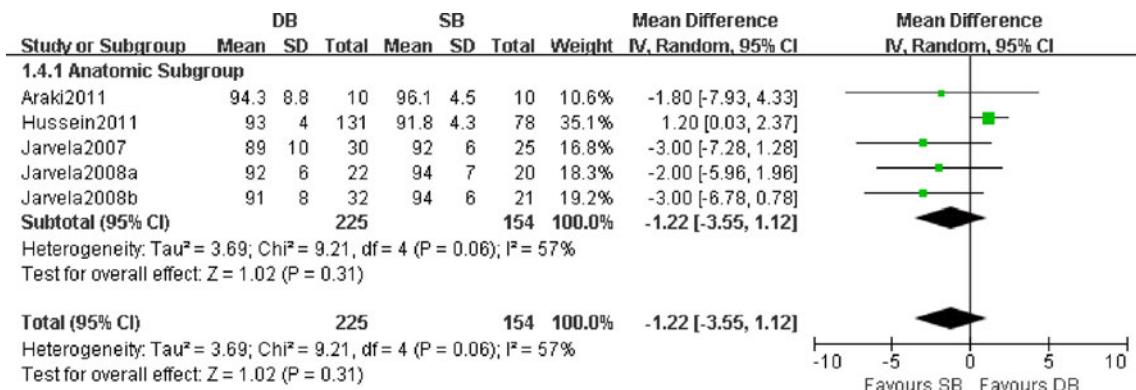 DB SB Mean Difference Mean Difference
Study or Subgroup Mean SD Total Mean SD Total Weight IV, Random, 95% CI IV, Random, 95% CI
1.4.1 Anatomic Subgroup
Araki2011 94.3 8.8 10 96.1 4.5 10 10.6% -1.80 [-7.93, 4.33]
Hussein2011 93 4 131 91.8 4.3 78 35.1% 1.20 [0.03, 2.37]
Jarvela2007 89 10 30 92 6 25 16.8% -3.00 [-7.28, 1.28]
Jarvela2008a 92 6 22 94 7 20 18.3% -2.00 [-5.96, 1.96]
Jarvela2008b 91 8 32 94 6 21 19.2% -3.00 [-6.78, 0.78]
Subtotal (95% CI) 225 154 100.0% -1.22 [-3.55, 1.12]
Heterogeneity: Tau² = 3.69; Chi² = 9.21, df = 4 (P = 0.06); I² = 57%
Test for overall effect: Z = 1.02 (P = 0.31)
Total (95% CI) 225 154 100.0% -1.22 [-3.55, 1.12]
Heterogeneity: Tau² = 3.69; Chi² = 9.21, df = 4 (P = 0.06); I² = 57%
Test for overall effect: Z = 1.02 (P = 0.31)
-10 -5 0 5 10
Favours SB Favours DB